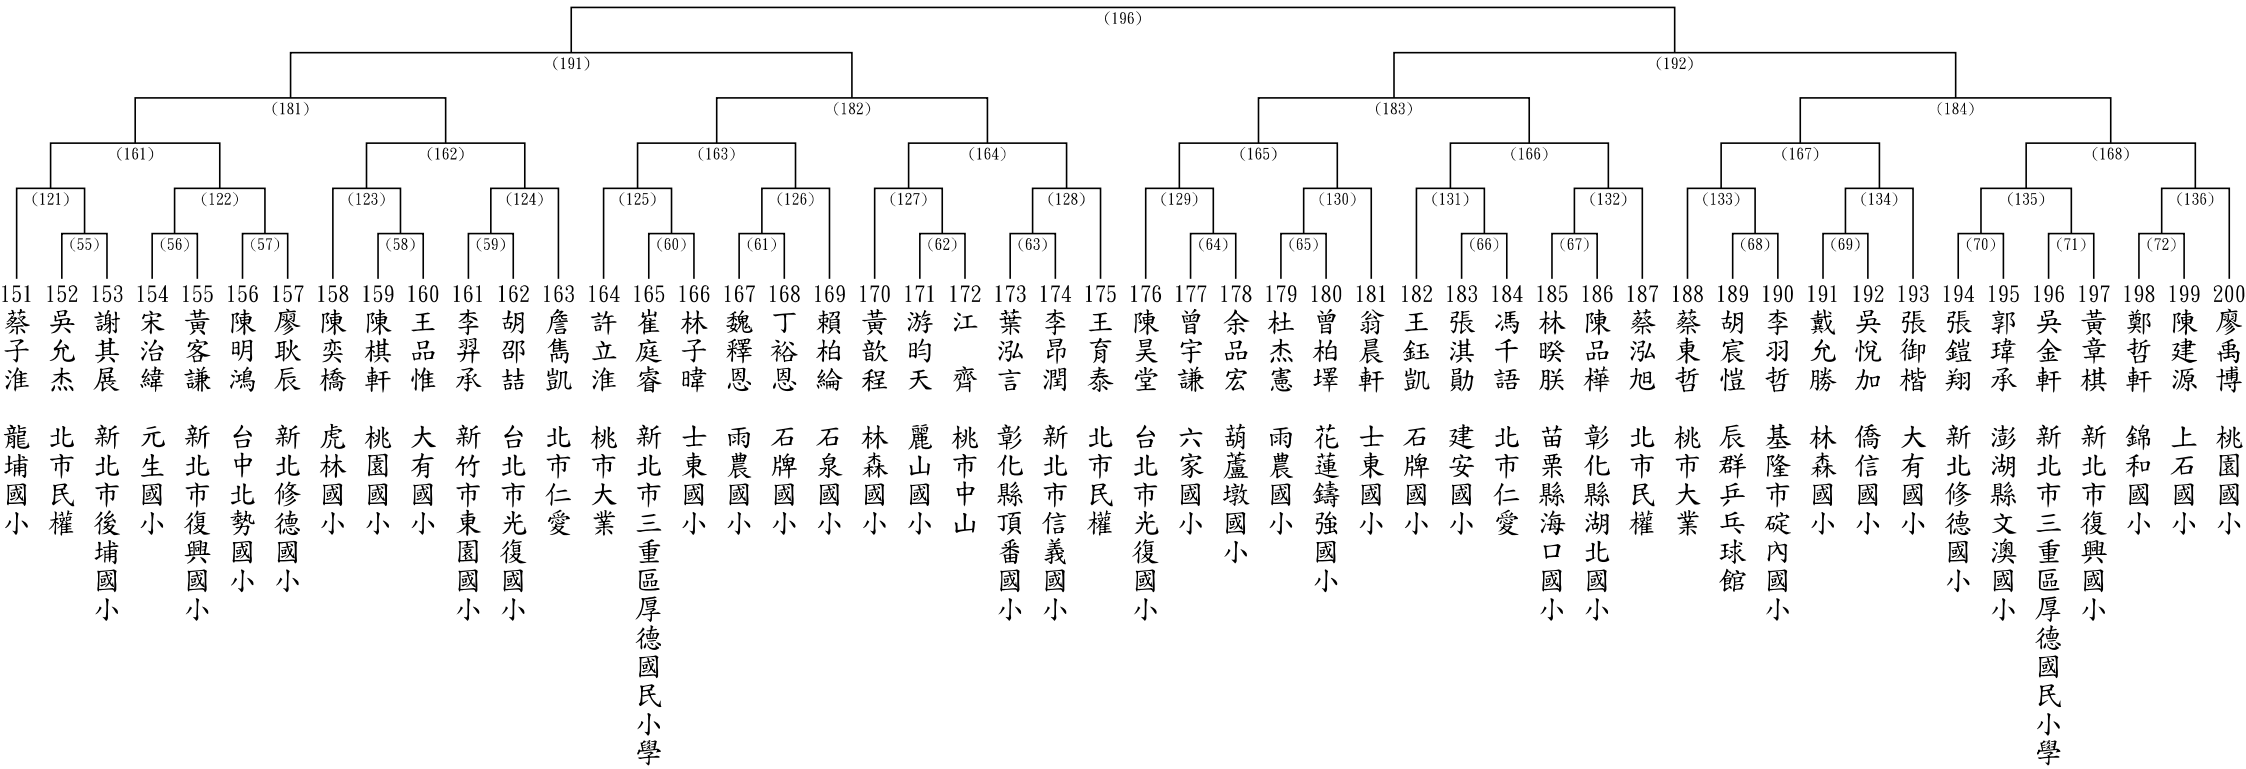 (196)
(191) (192)
(181) (182) (183) (184)
(161) (162) (163) (164) (165) (166) (167) (168)
(121) (122) (123) (124) (125) (126) (127) (128) (129) (130) (131) (132) (133) (134) (135) (136)
(55) (56) (57) (58) (59) (60) (61) (62) (63) (64) (65) (66) (67) (68) (69) (70) (71) (72)
151 蔡子淮 龍埔國小
152 吳允杰 北市民權
153 謝其展 新北市後埔國小
154 宋治緯 元生國小
155 黃客謙 新北市復興國小
156 陳明鴻 台中北勢國小
157 廖耿辰 新北修德國小
158 陳奕橋 虎林國小
159 陳棋軒 桃園國小
160 王品惟 大有國小
161 李羿承 新竹市東園國小
162 胡邵喆 台北市光復國小
163 詹雋凱 北市仁愛
164 許立淮 桃市大業
165 崔庭睿 新北市三重區厚德國民小學
166 林子暐 士東國小
167 魏釋恩 雨農國小
168 丁裕恩 石牌國小
169 賴柏綸 石泉國小
170 黃歆程 林森國小
171 游昀天 麗山國小
172 江齊 桃市中山
173 葉泓言 彰化縣頂番國小
174 李昂潤 新北市信義國小
175 王育泰 北市民權
176 陳昊堂 台北市光復國小
177 曾宇謙 六家國小
178 余品宏 葫蘆墩國小
179 杜杰憲 雨農國小
180 曾柏墿 花蓮鑄強國小
181 翁晨軒 士東國小
182 王鈺凱 石牌國小
183 張淇勛 建安國小
184 馮千語 北市仁愛
185 林暌朕 苗栗縣海口國小
186 陳品樺 彰化縣湖北國小
187 蔡泓旭 北市民權
188 蔡東哲 桃市大業
189 胡宸愷 辰群乒乓球館
190 李羽哲 基隆市碇內國小
191 戴允勝 林森國小
192 吳悅加 僑信國小
193 張御楷 大有國小
194 張鎧翔 新北修德國小
195 郭瑋承 澎湖縣文澳國小
196 吳金軒 新北市三重區厚德國民小學
197 黃章棋 新北市復興國小
198 鄭哲軒 錦和國小
199 陳建源 上石國小
200 廖禹博 桃園國小